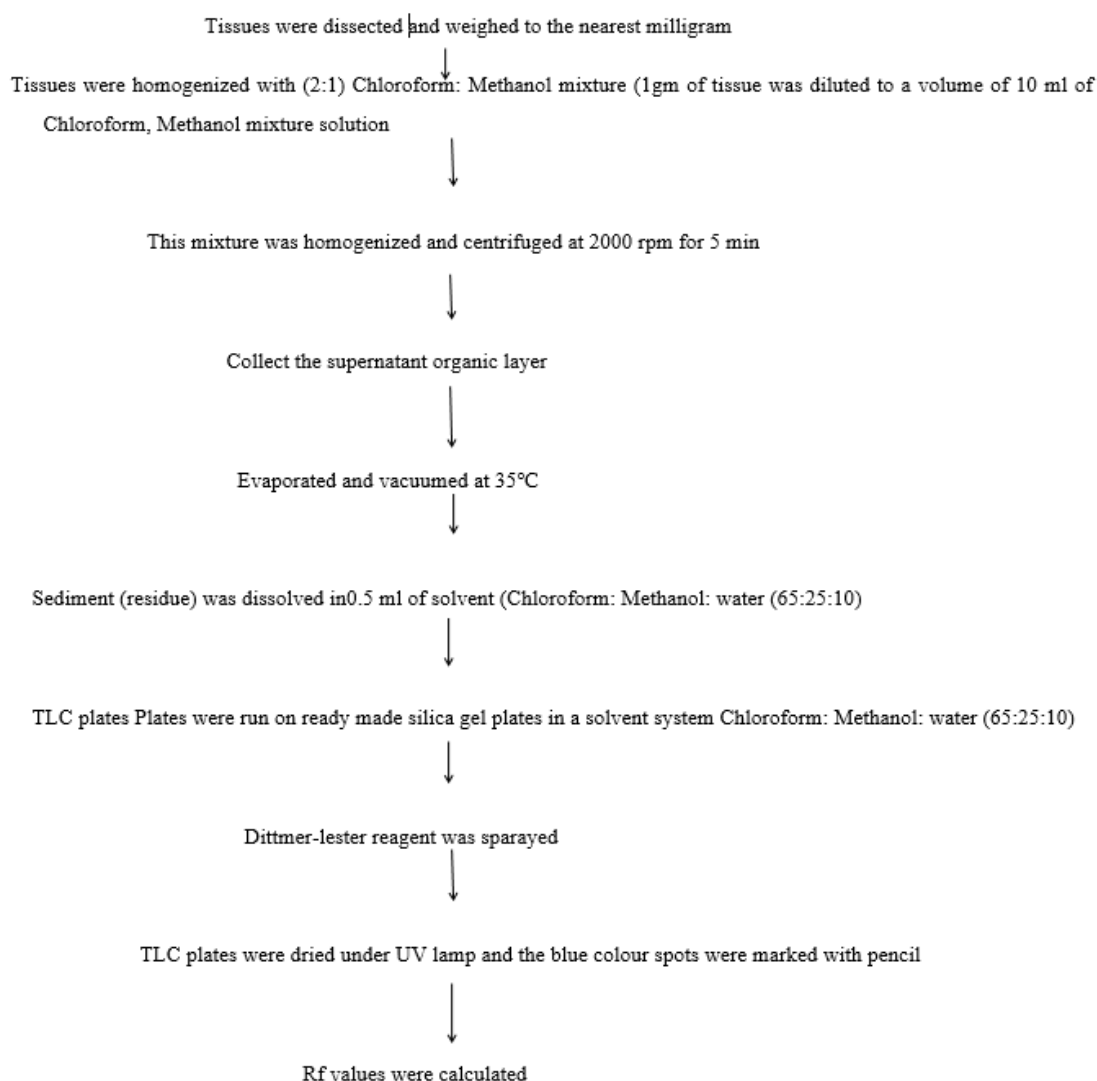 Tissues were dissected and weighed to the nearest milligram
Tissues were homogenized with (2:1) Chloroform: Methanol mixture (1gm of tissue was diluted to a volume of 10 ml of
Chloroform, Methanol mixture solution
This mixture was homogenized and centrifuged at 2000 rpm for 5 min
Collect the supernatant organic layer
Evaporated and vacuumed at 35°C
Sediment (residue) was dissolved in0.5 ml of solvent (Chloroform: Methanol: water (65:25:10)
TLC plates Plates were run on ready made silica gel plates in a solvent system Chloroform: Methanol: water (65:25:10)
Dittmer-lester reagent was sparayed
TLC plates were dried under UV lamp and the blue colour spots were marked with pencil
Rf values were calculated